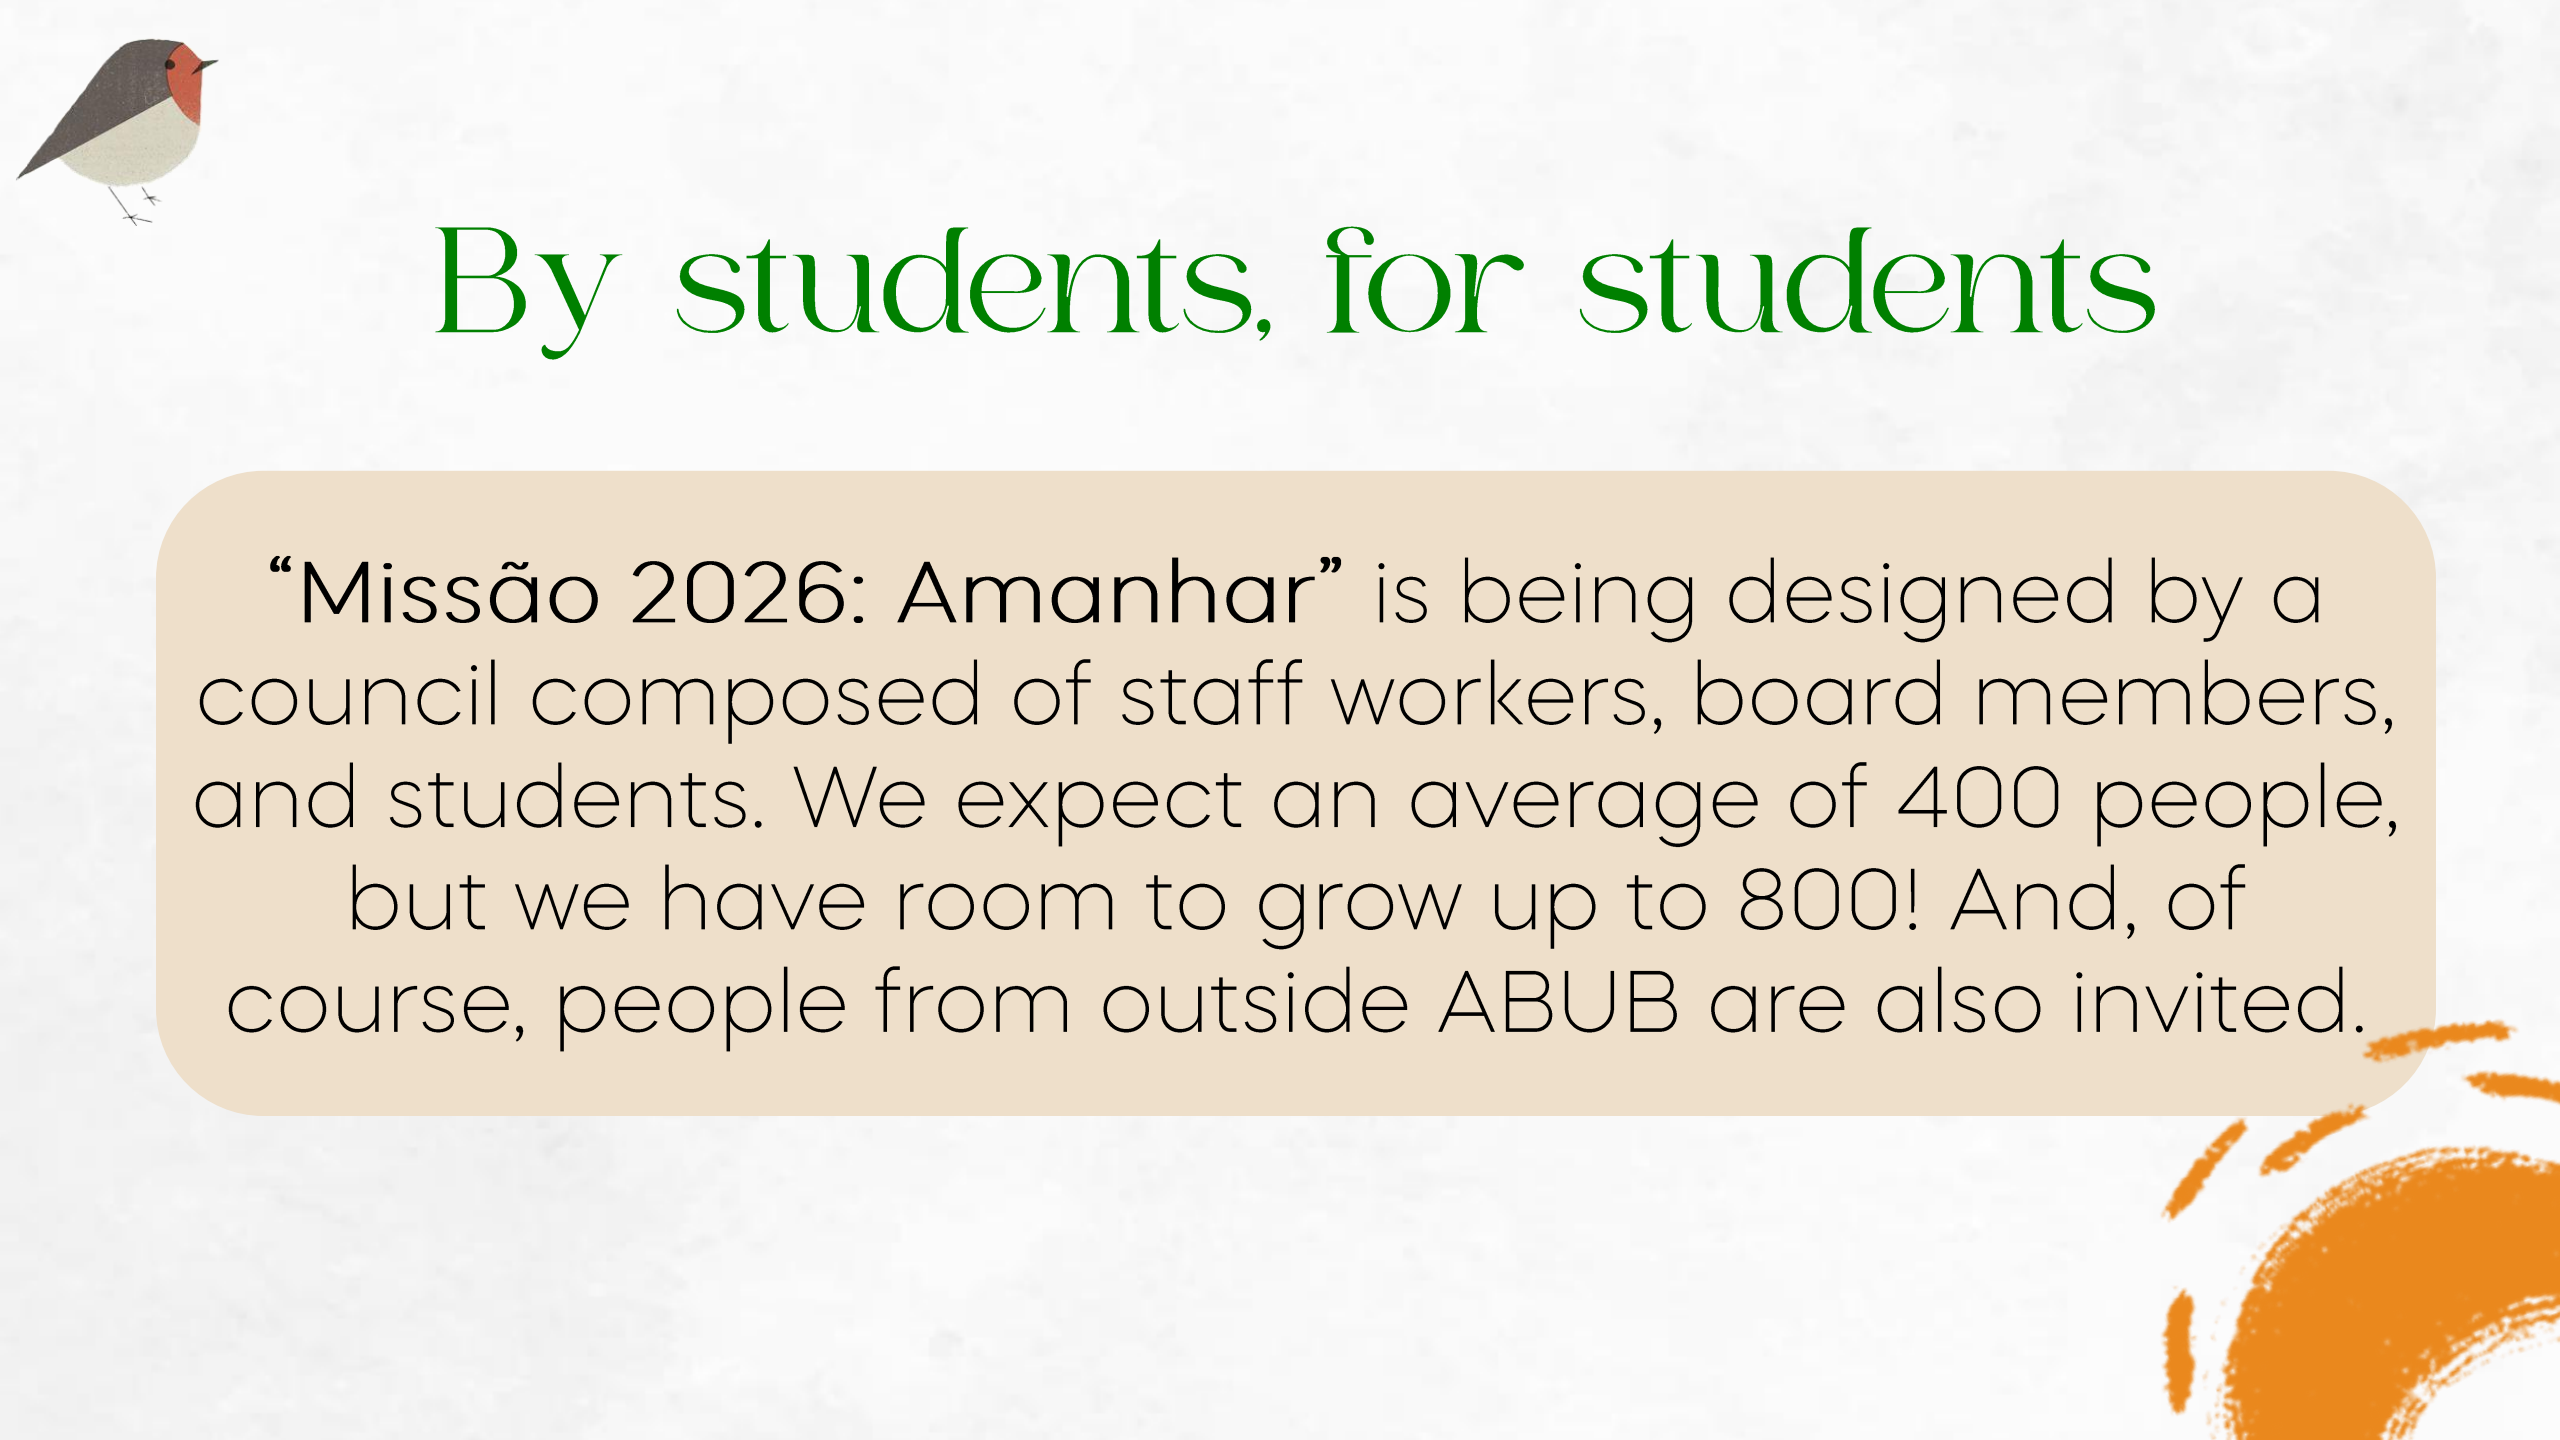 By students, for students
“Missão 2026: Amanhar” is being designed by a
council composed of staff workers, board members,
and students. We expect an average of 400 people,
but we have room to grow up to 800! And, of
course, people from outside ABUB are also invited.